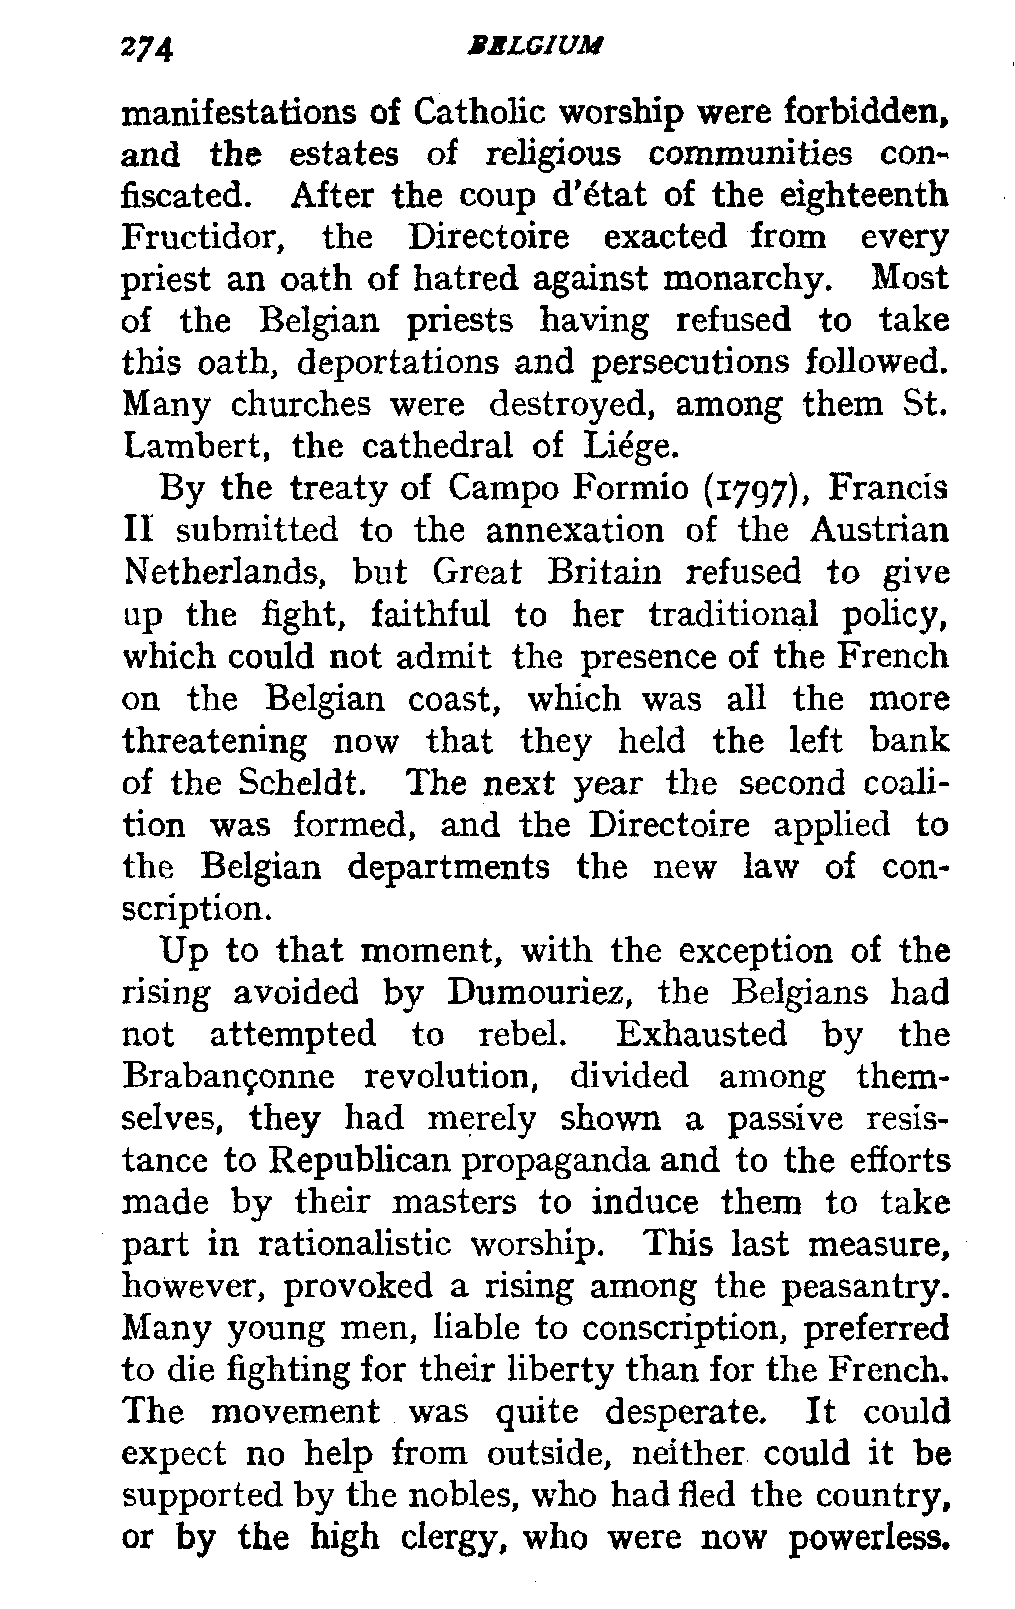 274 BELGIUM
manifestations of Catholic worship were forbidden,
and the estates of religious communities con-
fiscated. After the coup d'état of the eighteenth
Fructidor, the Directoire exacted from every
priest an oath of hatred against monarchy. Most
of the Belgian priests having refused to take
this oath, deportations and persecutions followed.
Many churches were destroyed, among them St.
Lambert, the cathedral of Liége.
By the treaty of Campo Formio (1797), Francis
II submitted to the annexation of the Austrian
Netherlands, but Great Britain refused to give
up the fight, faithful to her traditional policy,
which could not admit the presence of the French
on the Belgian coast, which was all the more
threatening now that they held the left bank
of the Scheldt. The next year the second coali-
tion was formed, and the Directoire applied to
the Belgian departments the new law of con-
scription.
Up to that moment, with the exception of the
rising avoided by Dumouriez, the Belgians had
not attempted to rebel. Exhausted by the
Brabançonne revolution, divided among them-
selves, they had merely shown a passive resis-
tance to Republican propaganda and to the efforts
made by their masters to induce them to take
part in rationalistic worship. This last measure,
however, provoked a rising among the peasantry.
Many young men, liable to conscription, preferred
to die fighting for their liberty than for the French.
The movement was quite desperate. It could
expect no help from outside, neither could it be
supported by the nobles, who had fled the country,
or by the high clergy, who were now powerless.